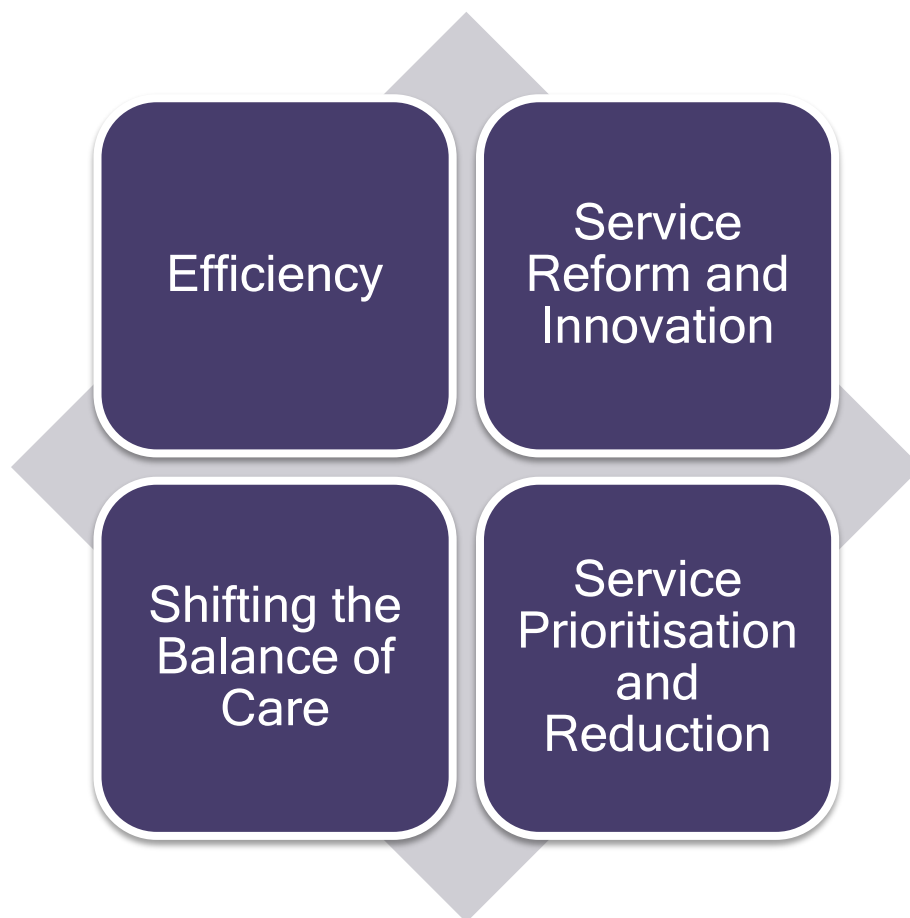 Efficiency
Service
Reform and
Innovation
Shifting the
Balance of
Care
Service
Prioritisation
and
Reduction